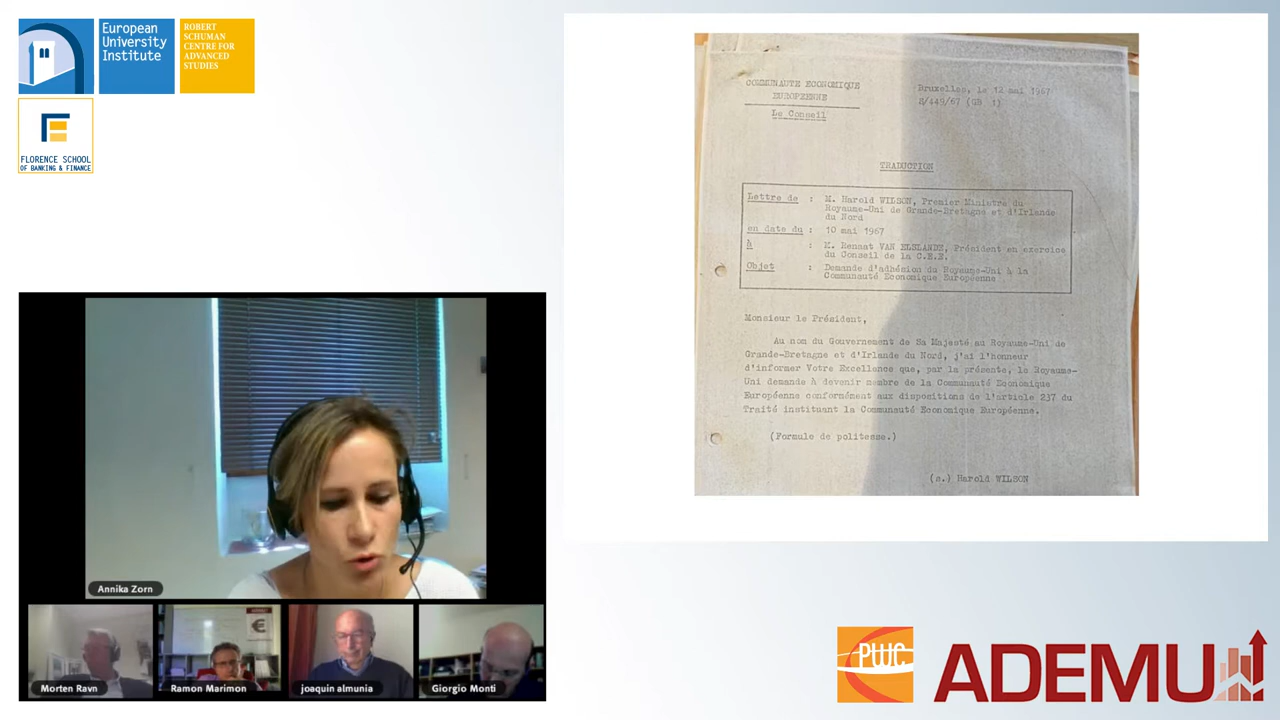 European
University
Institute
ROBERT
SCHUMAN
CENTRE FOR
ADVANCED
STUDIES
FLORENCE SCHOOL
OF BANKING & FINANCE
COMMUNAUTE ECONOMIQUE
EUROPEENNE
Le Conseil
Bruxelles, le 12 mai 1967
S/449/67 (GB 1)
TRADUCTION
Lettre de : M. Harold WILSON, Premier Ministre du
Royaume-Uni de Grande-Bretagne et d'Irlande
du Nord
en date du : 10 mai 1967
à : M. Renaat VAN ELSLANDE, Président en exercice
du Conseil de la C.E.E.
Objet : Demande d'adhésion du Royaume-Uni à la
Communauté Economique Européenne
Monsieur le Président,
Au nom du Gouvernement de Sa Majesté au Royaume-Uni de
Grande-Bretagne et d'Irlande du Nord, j'ai l'honneur
d'informer Votre Excellence que, par la présente, le Royaume-
Uni demande à devenir membre de la Communauté Economique
Européenne conformément aux dispositions de l'article 237 du
Traité instituant la Communauté Economique Européenne.
(Formule de politesse.)
(s.) Harold WILSON
Annika Zorn
Morten Ravn
Ramon Marimon
€
joaquin almunia
Giorgio Monti
PWC
ADEMU